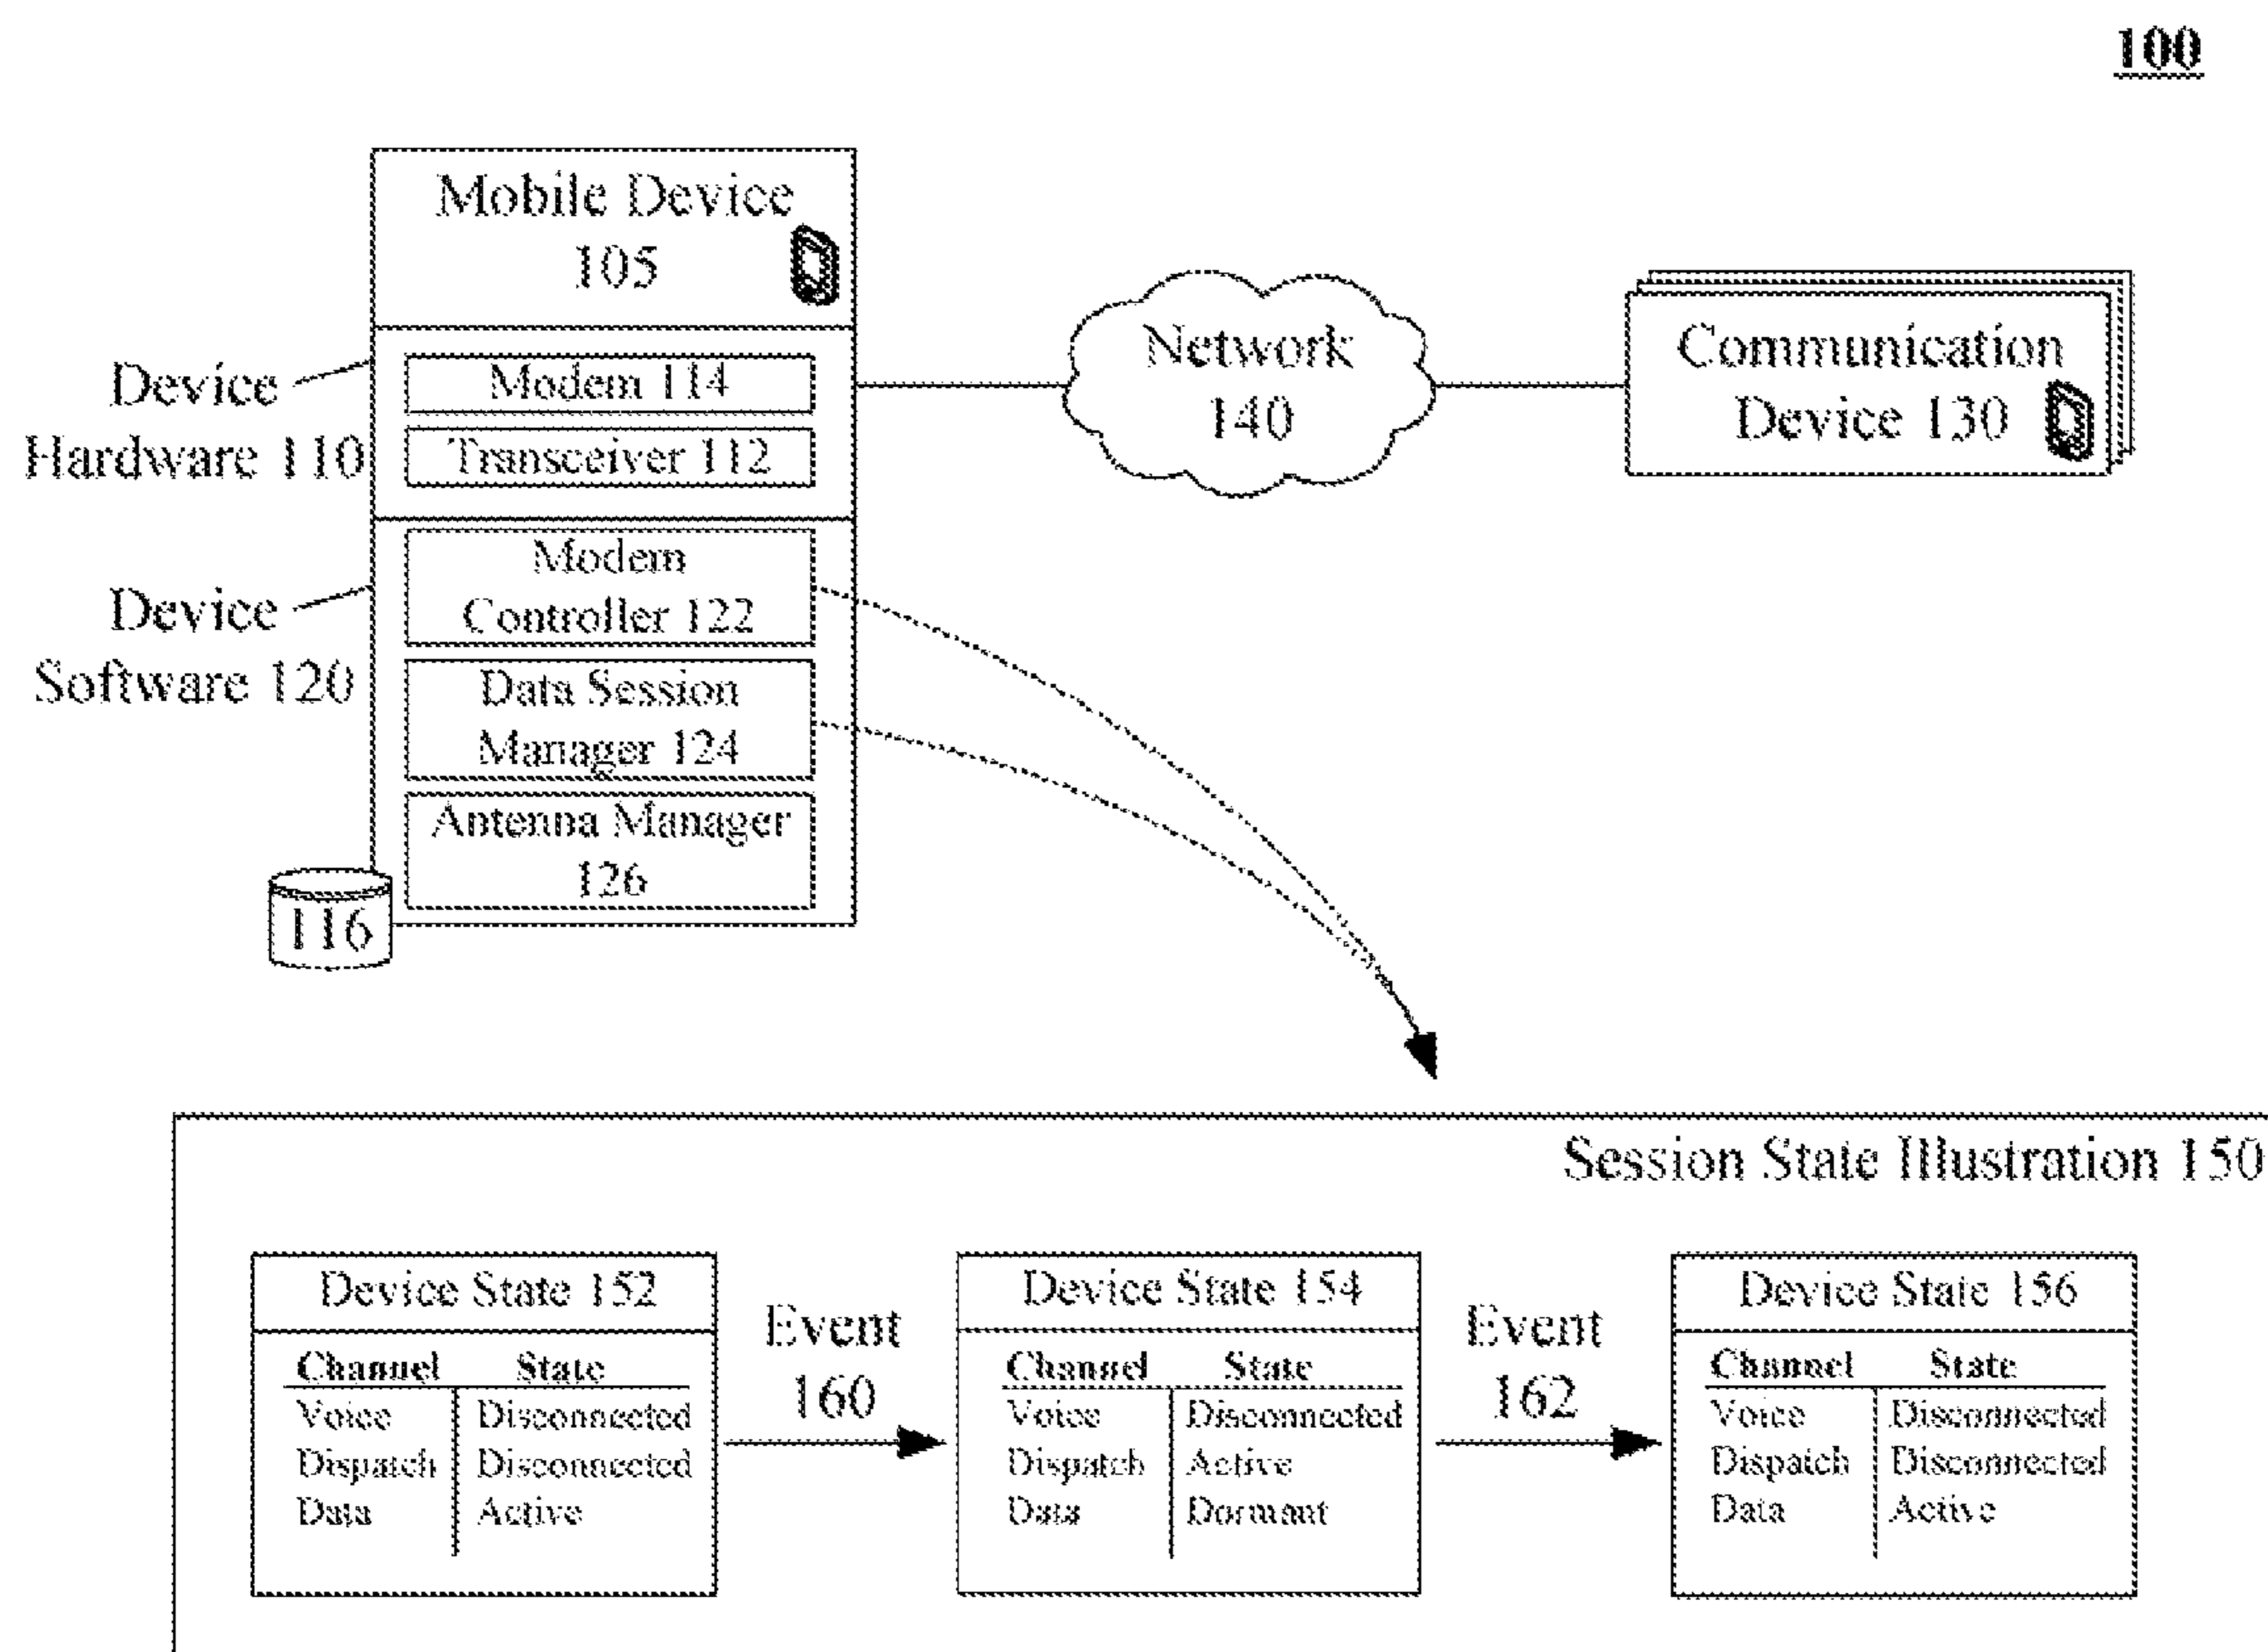 100
Mobile Device
105
Device
Hardware 110
Modem 114
Transceiver 112
Network
140
Communication
Device 130
Device
Software 120
Modem
Controller 122
Data Session
Manager 124
Antenna Manager
126
116
Session State Illustration 150
Device State 152
Channel State
Voice Disconnected
Dispatch Disconnected
Data Active
Event
160
Device State 154
Channel State
Voice Disconnected
Dispatch Active
Data Dormant
Event
162
Device State 156
Channel State
Voice Disconnected
Dispatch Disconnected
Data Active